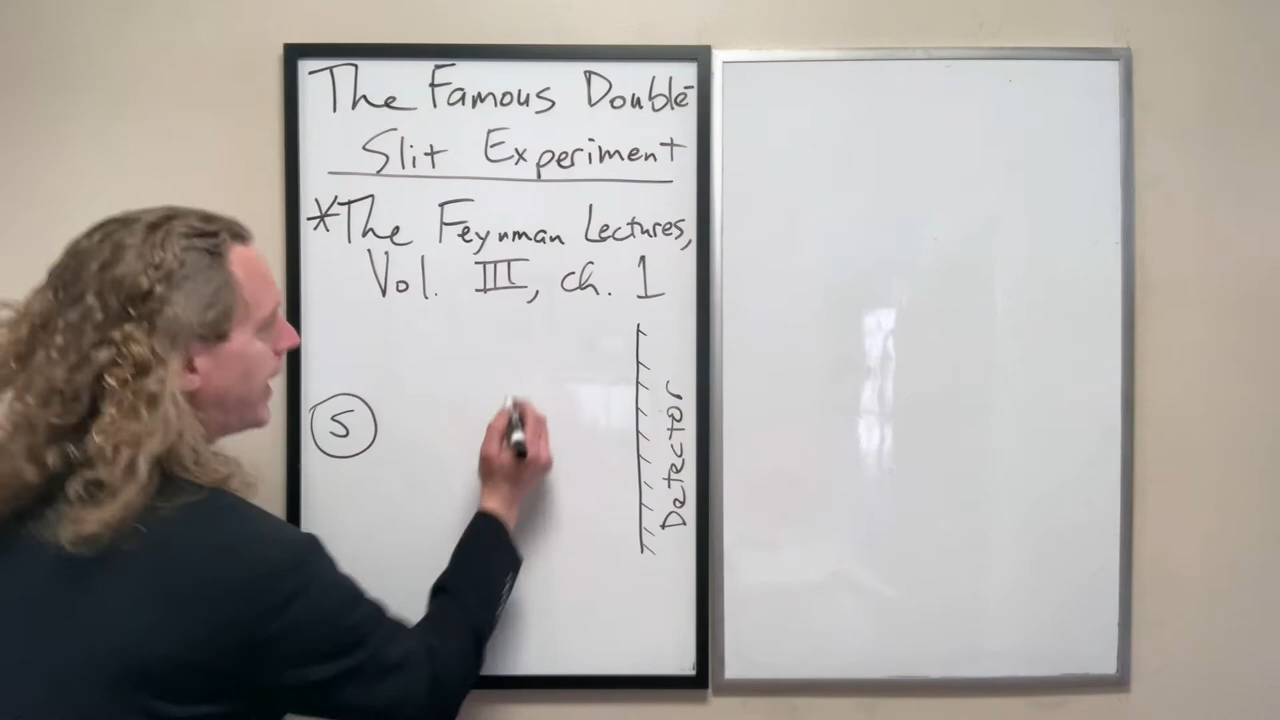 The Famous Double-
Slit Experiment
*The Feynman Lectures,
Vol. III, ch. 1
S
Detector